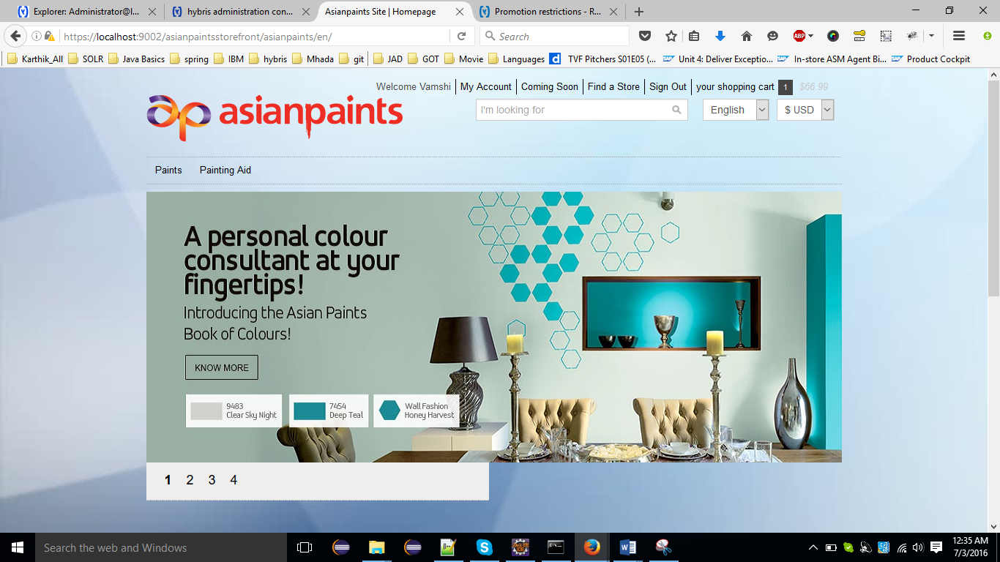 Explorer: Administrator@l...
hybris administration con...
Asianpaints Site | Homepage
Promotion restrictions - R...
https://localhost:9002/asianpaintsstorefront/asianpaints/en/
Search
ABP
Karthik_All
SOLR
Java Basics
spring
IBM
hybris
Mhada
git
JAD
GOT
Movie
Languages
d
TVF Pitchers S01E05 (...
Unit 4: Deliver Exceptio...
In-store ASM Agent Bi...
Product Cockpit
Welcome Vamshi
My Account
Coming Soon
Find a Store
Sign Out
your shopping cart
1
$66.99
ap asianpaints
I'm looking for
English
$ USD
Paints
Painting Aid
A personal colour
consultant at your
fingertips!
Introducing the Asian Paints
Book of Colours!
KNOW MORE
9483
Clear Sky Night
7454
Deep Teal
Wall Fashion
Honey Harvest
1 2 3 4
Search the web and Windows
12:35 AM
7/3/2016